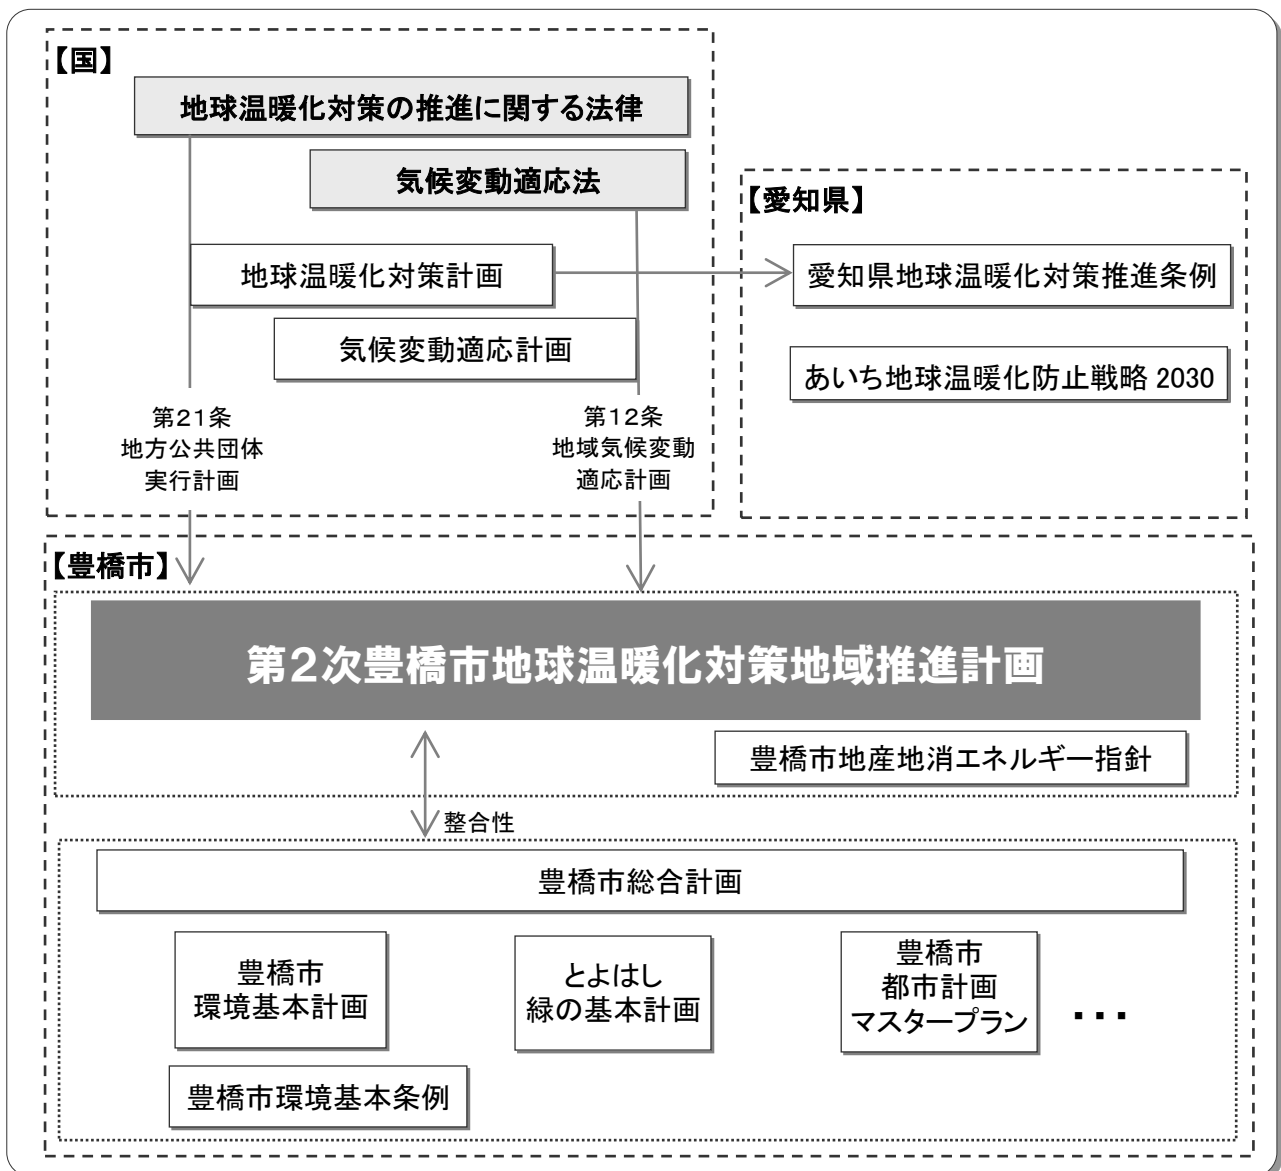 【国】
地球温暖化対策の推進に関する法律
気候変動適応法
地球温暖化対策計画
気候変動適応計画
第21条
地方公共団体
実行計画
第12条
地域気候変動
適応計画
【愛知県】
愛知県地球温暖化対策推進条例
あいち地球温暖化防止戦略 2030
【豊橋市】
第2次豊橋市地球温暖化対策地域推進計画
豊橋市地産地消エネルギー指針
整合性
豊橋市総合計画
豊橋市
環境基本計画
とよはし
緑の基本計画
豊橋市
都市計画
マスタープラン
・・・
豊橋市環境基本条例